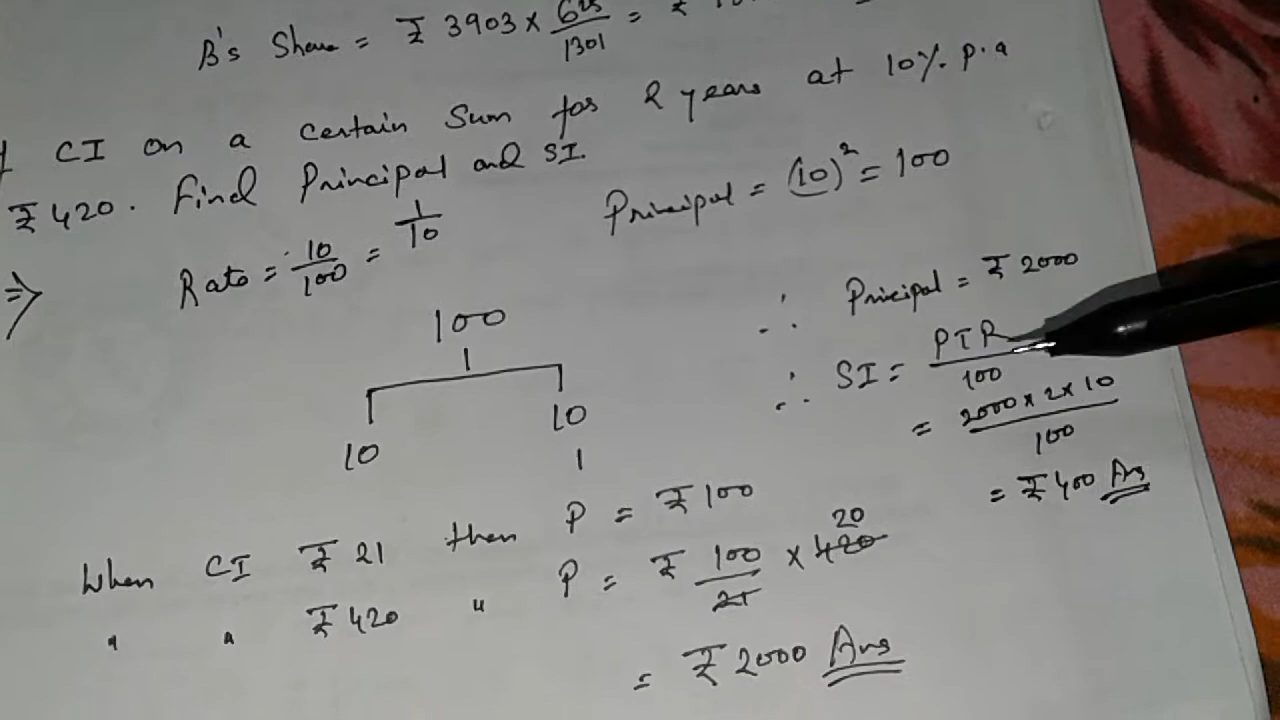 B's Share = ₹ 3903 × 625/1301 = ₹
CI on a certain Sum for 2 years at 10% p.a
₹ 420. Find Principal and SI.
⇒ Rate = 10/100 = 1/10
Principal = (10)² = 100
100
10 10
1
∴ Principal = ₹ 2000
∴ SI = PTR/100
= 2000 × 2 × 10/100
= ₹ 400 Ans
When CI ₹ 21 then P = ₹ 100
" " ₹ 420 " P = ₹ 100/21 × 420 20
= ₹ 2000 Ans